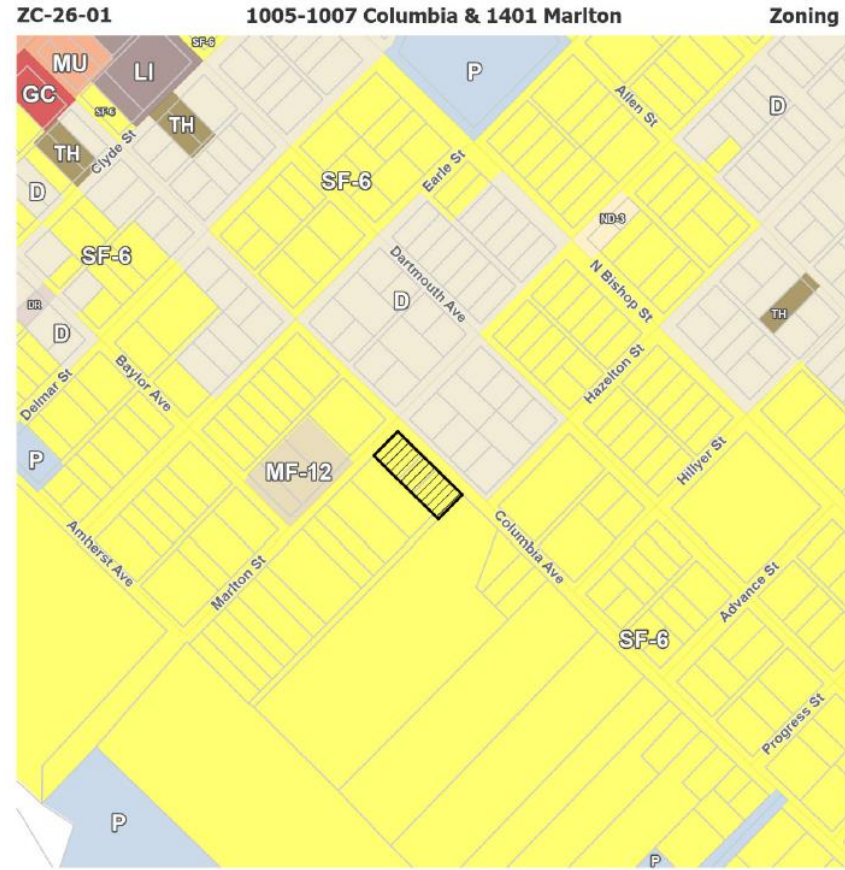 ZC-26-01 1005-1007 Columbia & 1401 Marlton Zoning
SF-6
MU
LI
P
GC
Allen St
SF-6
D
TH
TH
Clyde St
Earle St
SF-6
D
ND-3
SF-6
Dartmouth Ave
N Bishop St
D
DR
TH
D
Baylor Ave
Hazelton St
Delmar St
P
MF-12
Hillyer St
Columbia Ave
Amherst Ave
Marlton St
Advance St
SF-6
Progress St
P
P